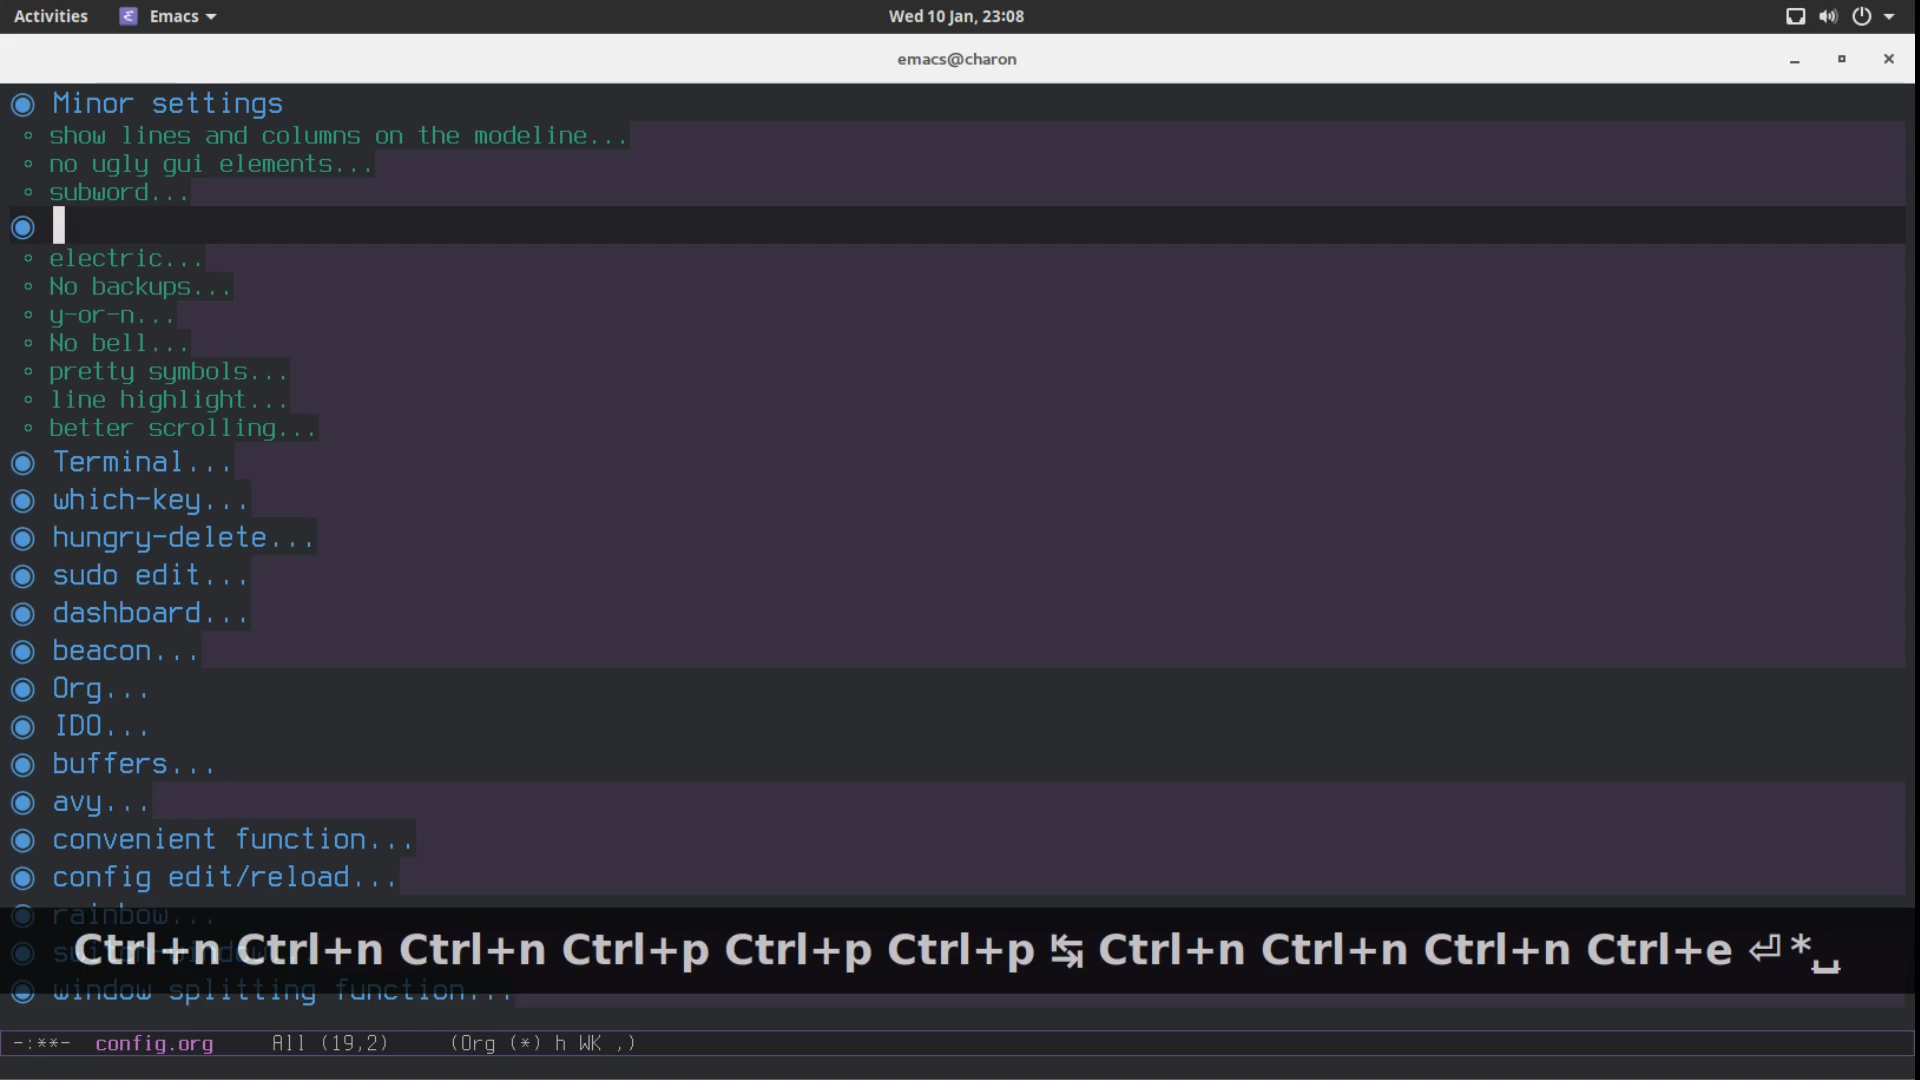 Activities Emacs Wed 10 Jan, 23:08
emacs@charon
Minor settings
show lines and columns on the modeline...
no ugly gui elements...
subword...
electric...
No backups...
y-or-n...
No bell...
pretty symbols...
line highlight...
better scrolling...
Terminal...
which-key...
hungry-delete...
sudo edit...
dashboard...
beacon...
Org...
IDO...
buffers...
avy...
convenient function...
config edit/reload...
rainbow...
Ctrl+n Ctrl+n Ctrl+n Ctrl+p Ctrl+p Ctrl+p ↹ Ctrl+n Ctrl+n Ctrl+n Ctrl+e ⏎ *␣
window splitting function...
-:**- config.org All (19,2) (Org (*) h WK ,)